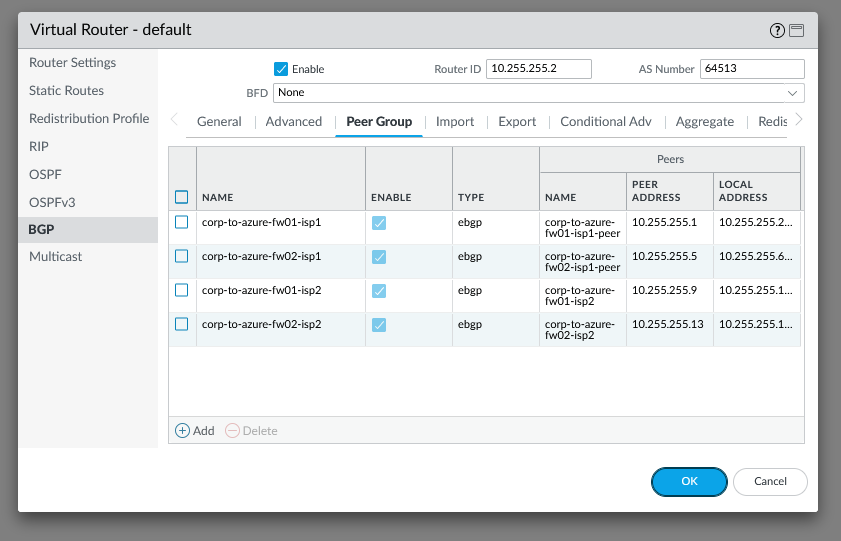 Virtual Router - default
Router Settings
Static Routes
Redistribution Profile
RIP
OSPF
OSPFv3
BGP
Multicast
Enable
Router ID 10.255.255.2
AS Number 64513
BFD None
General Advanced Peer Group Import Export Conditional Adv Aggregate Redis
Peers
NAME ENABLE TYPE NAME PEER ADDRESS LOCAL ADDRESS
corp-to-azure-fw01-isp1 ebgp corp-to-azure-fw01-isp1-peer 10.255.255.1 10.255.255.2...
corp-to-azure-fw02-isp1 ebgp corp-to-azure-fw02-isp1-peer 10.255.255.5 10.255.255.6...
corp-to-azure-fw01-isp2 ebgp corp-to-azure-fw01-isp2 10.255.255.9 10.255.255.1...
corp-to-azure-fw02-isp2 ebgp corp-to-azure-fw02-isp2 10.255.255.13 10.255.255.1...
Add Delete
OK Cancel